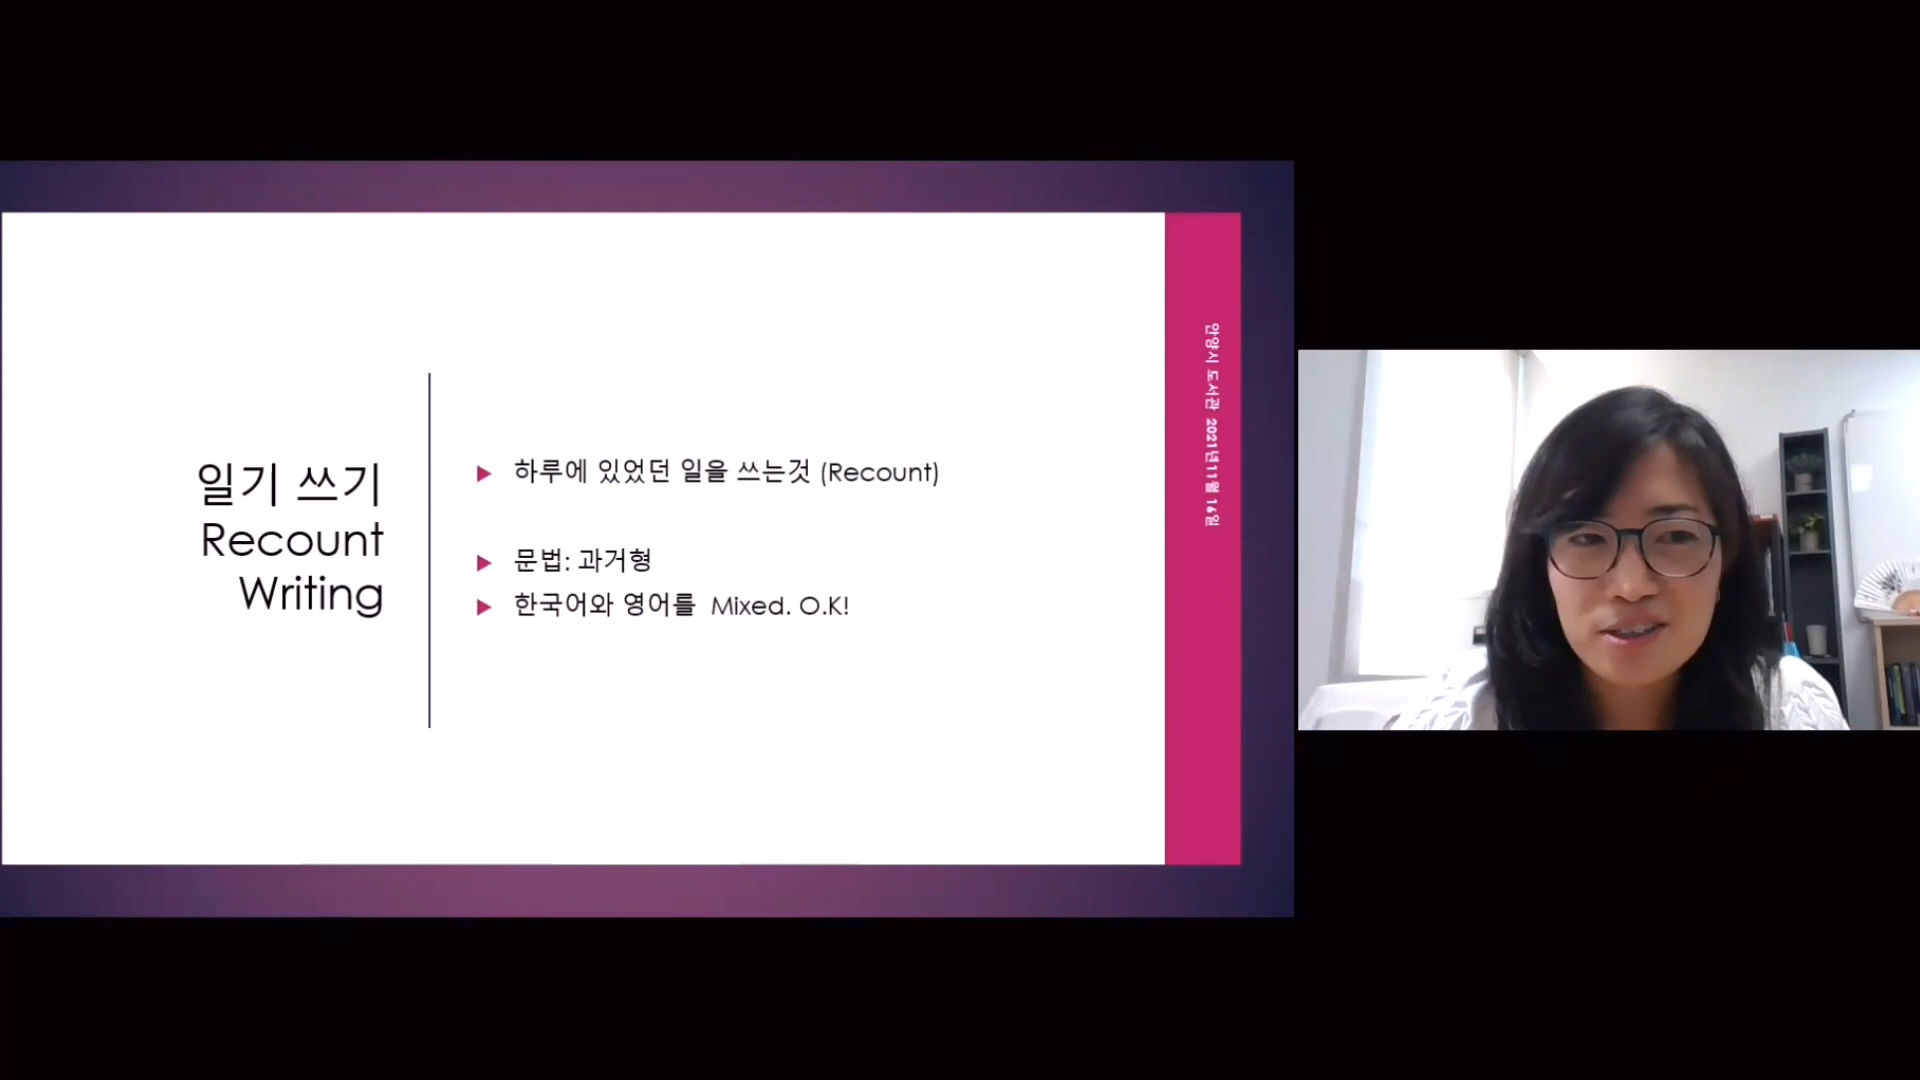 일기 쓰기
Recount
Writing
▶ 하루에 있었던 일을 쓰는것 (Recount)
▶ 문법: 과거형
▶ 한국어와 영어를 Mixed. O.K!
안양시 도서관 2021년11월 16일